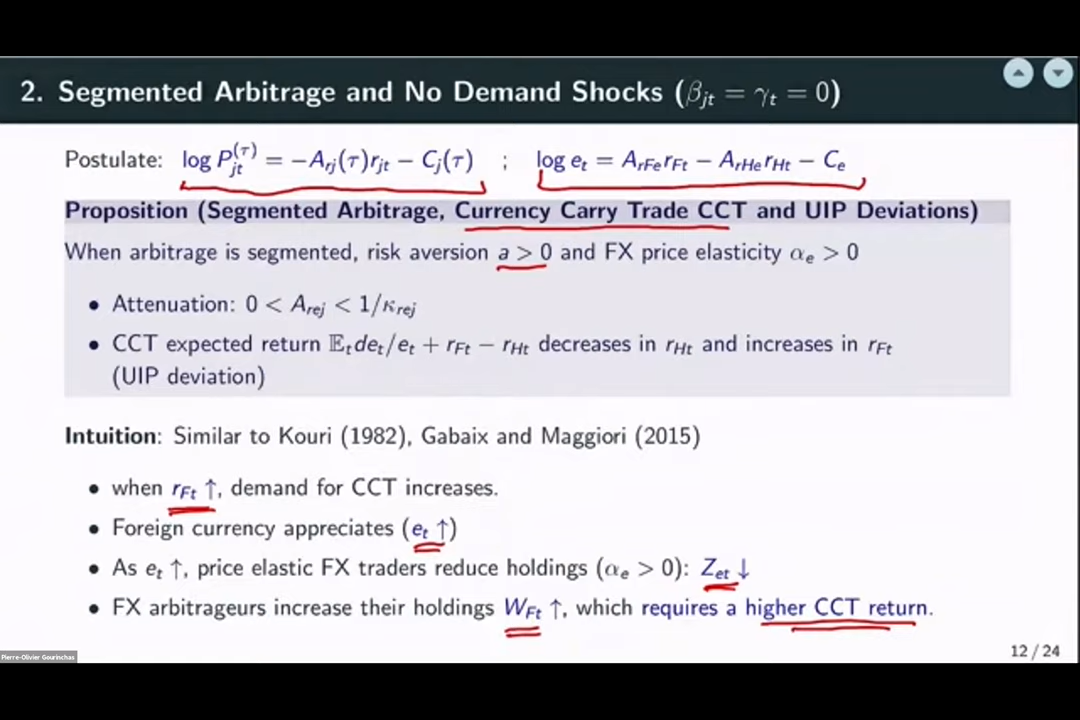 2. Segmented Arbitrage and No Demand Shocks (β_jt = γ_t = 0)
Postulate: log P_jt^(τ) = −A_rj(τ)r_jt − C_j(τ) ; log e_t = A_rFe r_Ft − A_rHe r_Ht − C_e
Proposition (Segmented Arbitrage, Currency Carry Trade CCT and UIP Deviations)
When arbitrage is segmented, risk aversion a > 0 and FX price elasticity α_e > 0
• Attenuation: 0 < A_rej < 1/κ_rej
• CCT expected return 𝔼_t de_t/e_t + r_Ft − r_Ht decreases in r_Ht and increases in r_Ft
(UIP deviation)
Intuition: Similar to Kouri (1982), Gabaix and Maggiori (2015)
• when r_Ft ↑, demand for CCT increases.
• Foreign currency appreciates (e_t ↑)
• As e_t ↑, price elastic FX traders reduce holdings (α_e > 0): Z_et ↓
• FX arbitrageurs increase their holdings W_Ft ↑, which requires a higher CCT return.
12 / 24
Pierre-Olivier Gourinchas